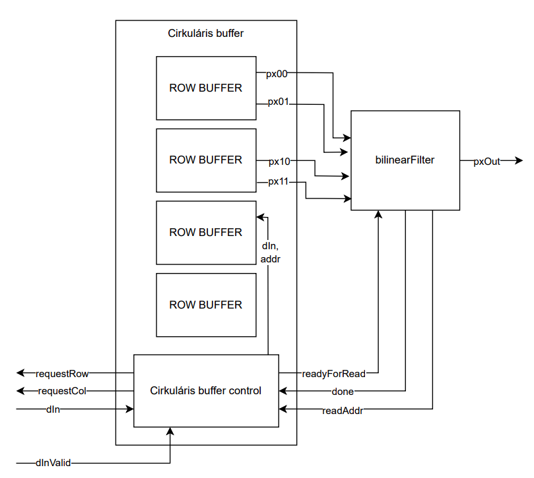 Cirkuláris buffer
ROW BUFFER
px00
px01
ROW BUFFER
px10
px11
bilinearFilter
pxOut
ROW BUFFER
dIn,
addr
ROW BUFFER
requestRow
requestCol
dIn
Cirkuláris buffer control
readyForRead
done
readAddr
dInValid